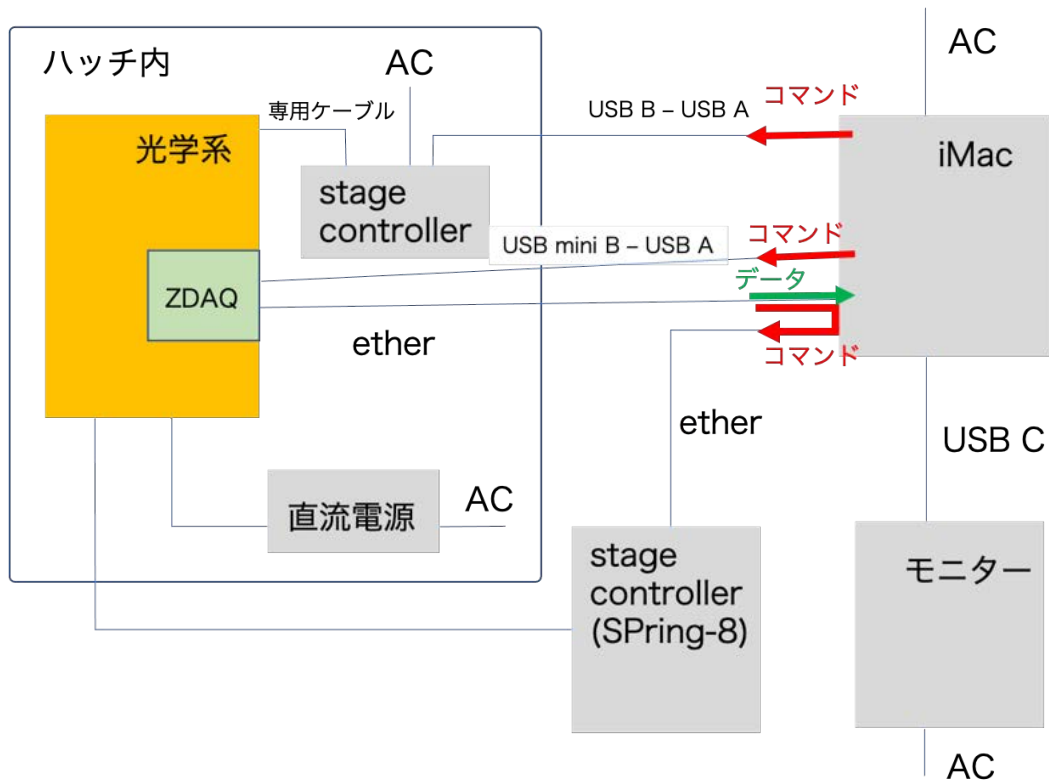 ハッチ内
AC
AC
専用ケーブル
USB B – USB A
コマンド
光学系
iMac
stage
controller
USB mini B – USB A
コマンド
データ
ZDAQ
ether
コマンド
ether
USB C
直流電源
AC
stage
controller
(SPring-8)
モニター
AC